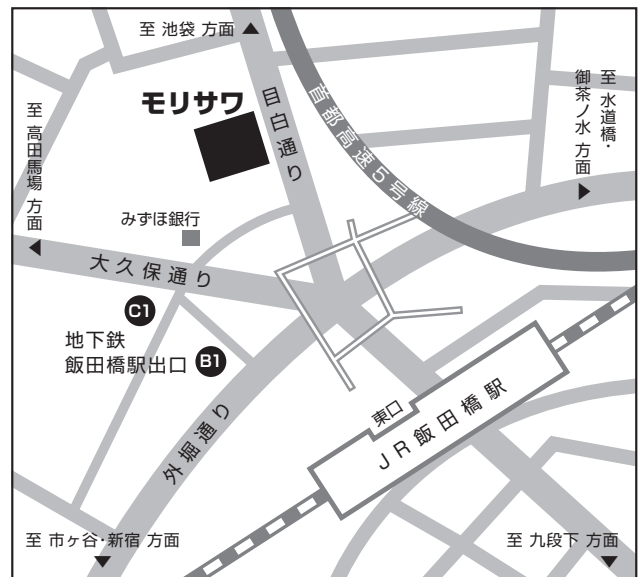 至 池袋 方面
モリサワ
目白通り
首都高速5号線
至 水道橋・
御茶ノ水 方面
至 高田馬場 方面
みずほ銀行
大久保通り
C1
地下鉄
飯田橋駅出口
B1
外堀通り
東口
JR飯田橋駅
至 市ヶ谷・新宿 方面
至 九段下 方面